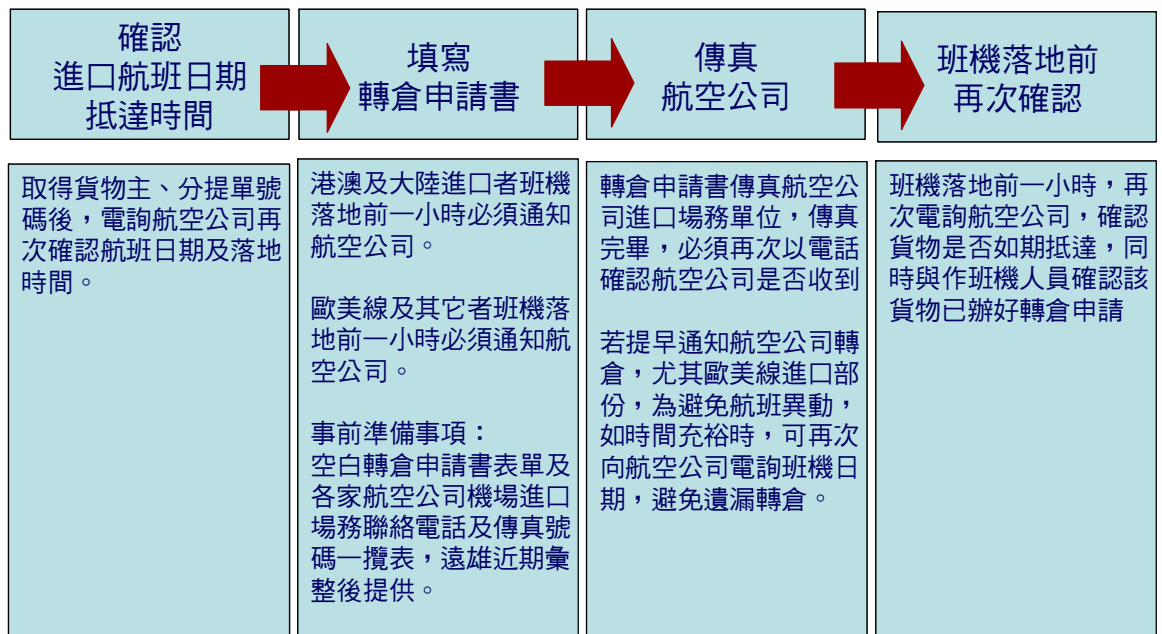 確認
進口航班日期
抵達時間
填寫
轉倉申請書
傳真
航空公司
班機落地前
再次確認
取得貨物主、分提單號
碼後，電詢航空公司再
次確認航班日期及落地
時間。
港澳及大陸進口者班機
落地前一小時必須通知
航空公司。
歐美線及其它者班機落
地前一小時必須通知航
空公司。
事前準備事項：
空白轉倉申請書表單及
各家航空公司機場進口
場務聯絡電話及傳真號
碼一攬表，遠雄近期彙
整後提供。
轉倉申請書傳真航空公
司進口場務單位，傳真
完畢，必須再次以電話
確認航空公司是否收到
若提早通知航空公司轉
倉，尤其歐美線進口部
份，為避免航班異動，
如時間充裕時，可再次
向航空公司電詢班機日
期，避免遺漏轉倉。
班機落地前一小時，再
次電詢航空公司，確認
貨物是否如期抵達，同
時與作班機人員確認該
貨物已辦好轉倉申請